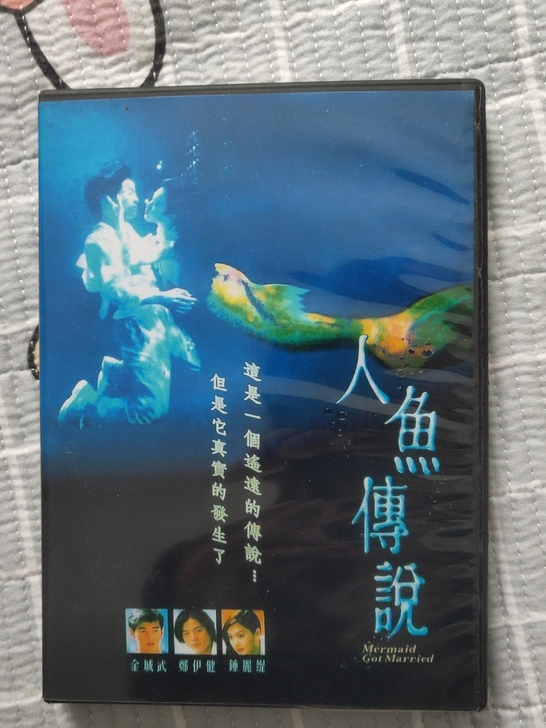 這是一個遙遠的傳說…
但是它真實的發生了
人魚傳說
Mermaid
Got Married
金城武 鄭伊健 鍾麗緹